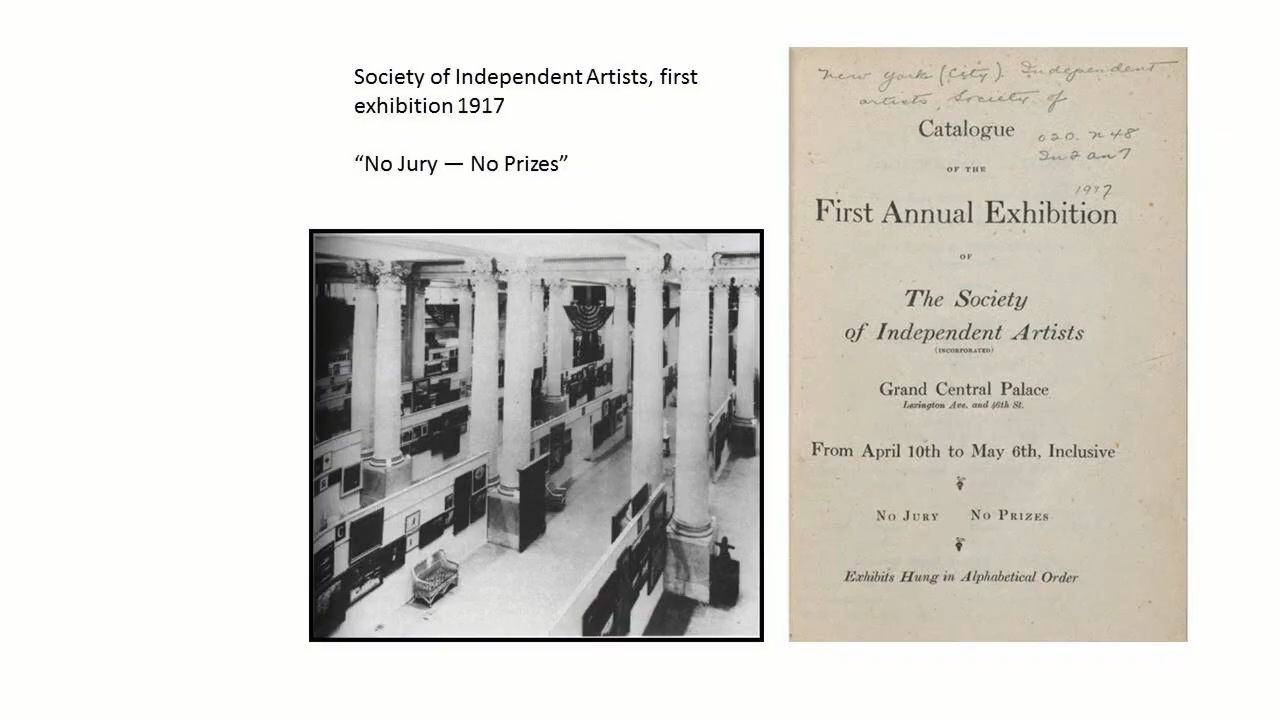 Society of Independent Artists, first
exhibition 1917
“No Jury — No Prizes”
New York (City). Independent
artists, Society of
Catalogue
020. N48
In2an7
OF THE
1917
First Annual Exhibition
OF
The Society
of Independent Artists
(INCORPORATED)
Grand Central Palace
Lexington Ave. and 46th St.
From April 10th to May 6th, Inclusive
No Jury No Prizes
Exhibits Hung in Alphabetical Order